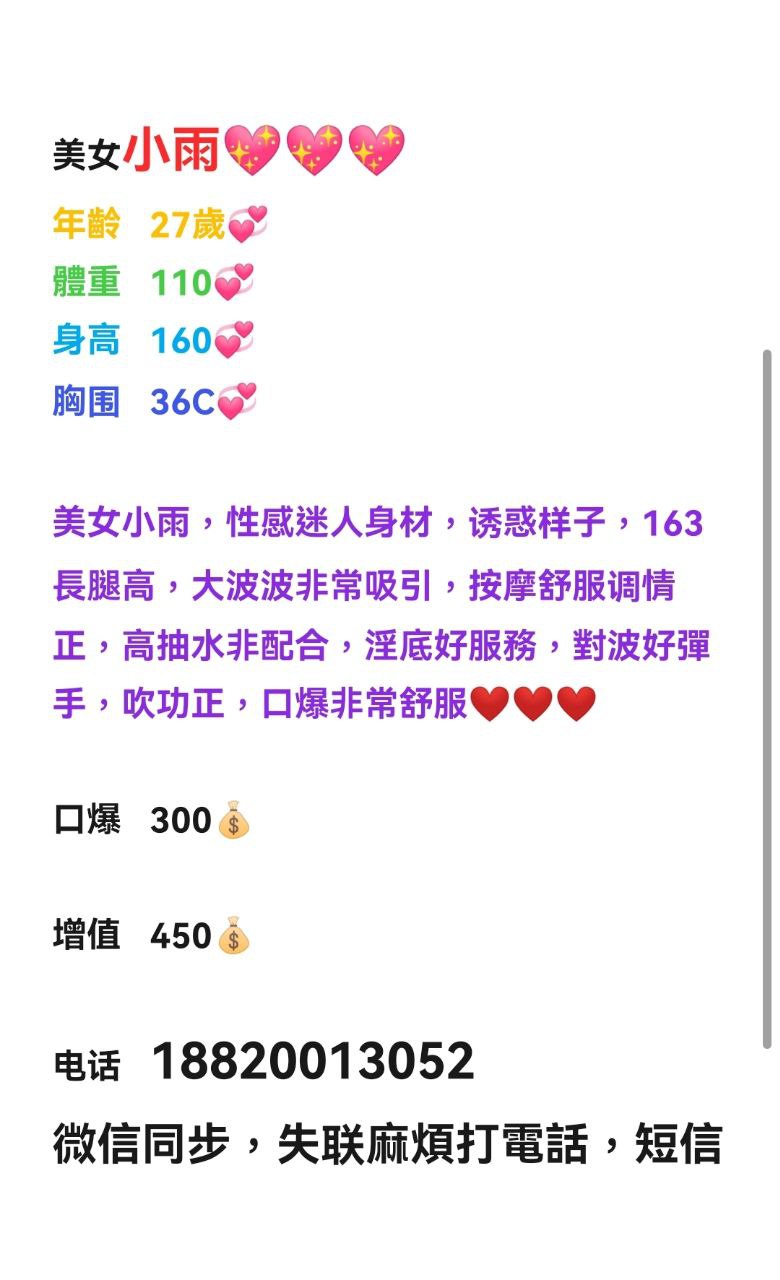 美女小雨💖💖💖
年齡 27歲💞
體重 110💞
身高 160💞
胸围 36C💞
美女小雨，性感迷人身材，诱惑样子，163
長腿高，大波波非常吸引，按摩舒服调情
正，高抽水非配合，淫底好服務，對波好彈
手，吹功正，口爆非常舒服❤️❤️❤️
口爆 300💰
增值 450💰
电话 18820013052
微信同步，失联麻煩打電話，短信